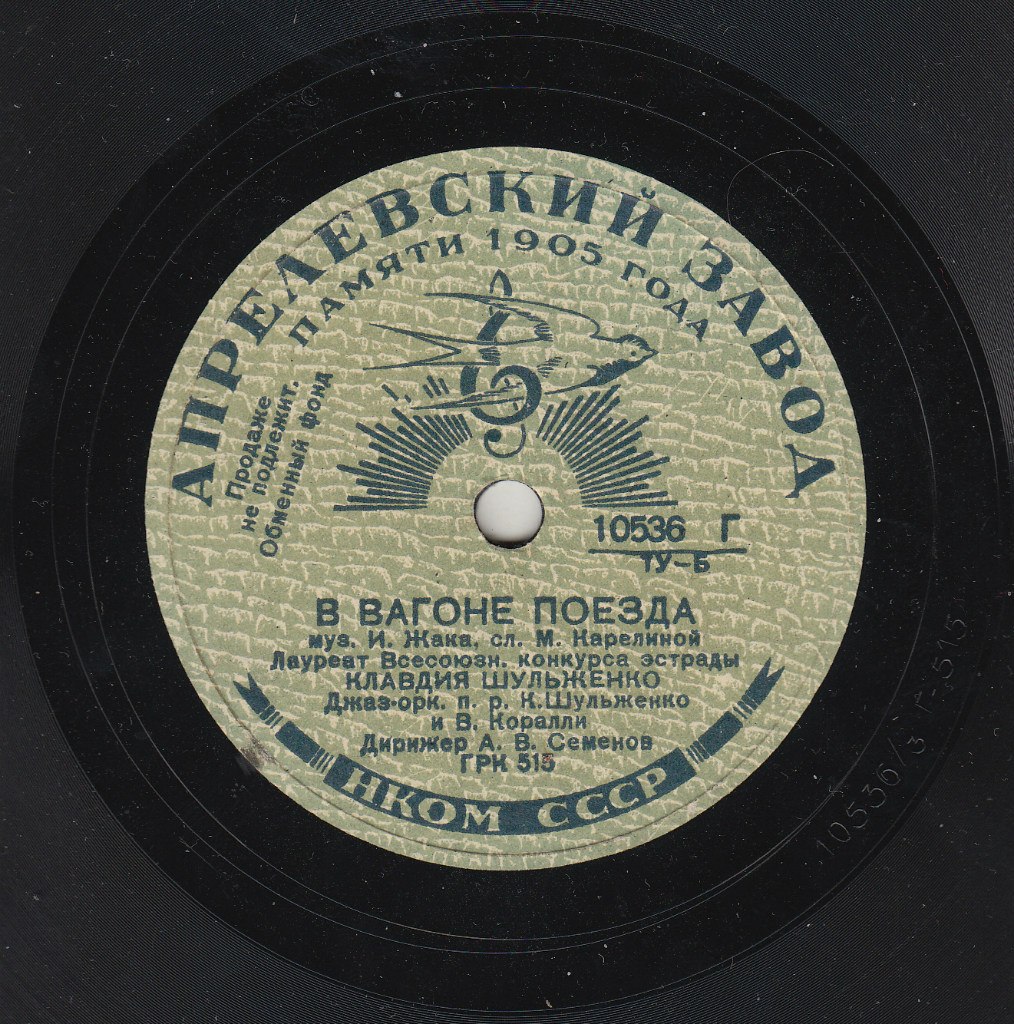 АПРЕЛЕВСКИЙ ЗАВОД
ПАМЯТИ 1905 ГОДА
Продаже
не подлежит.
Обменный фонд
10536 Г
ТУ-Б
В ВАГОНЕ ПОЕЗДА
муз. И. Жака, сл. М. Карелиной
Лауреат Всесоюзн. конкурса эстрады
КЛАВДИЯ ШУЛЬЖЕНКО
Джаз-орк. п. р. К.Шульженко
и В. Коралли
Дирижер А. В. Семенов
ГРК 515
НКОМ СССР
10536/3 Г-515